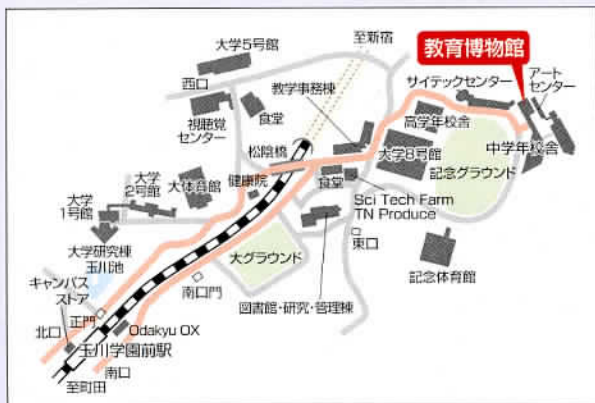 大学5号館
至新宿
教育博物館
西口
教学事務棟
サイテックセンター
アート
センター
視聴覚
センター
食堂
高学年校舎
松陰橋
大学8号館
中学年校舎
記念グラウンド
大学
2号館
大体育館
健康院
食堂
Sci Tech Farm
TN Produce
大学
1号館
大学研究棟
東口
玉川池
大グラウンド
記念体育館
キャンパス
ストア
南口門
図書館・研究・管理棟
正門
北口
Odakyu OX
玉川学園前駅
南口
至町田